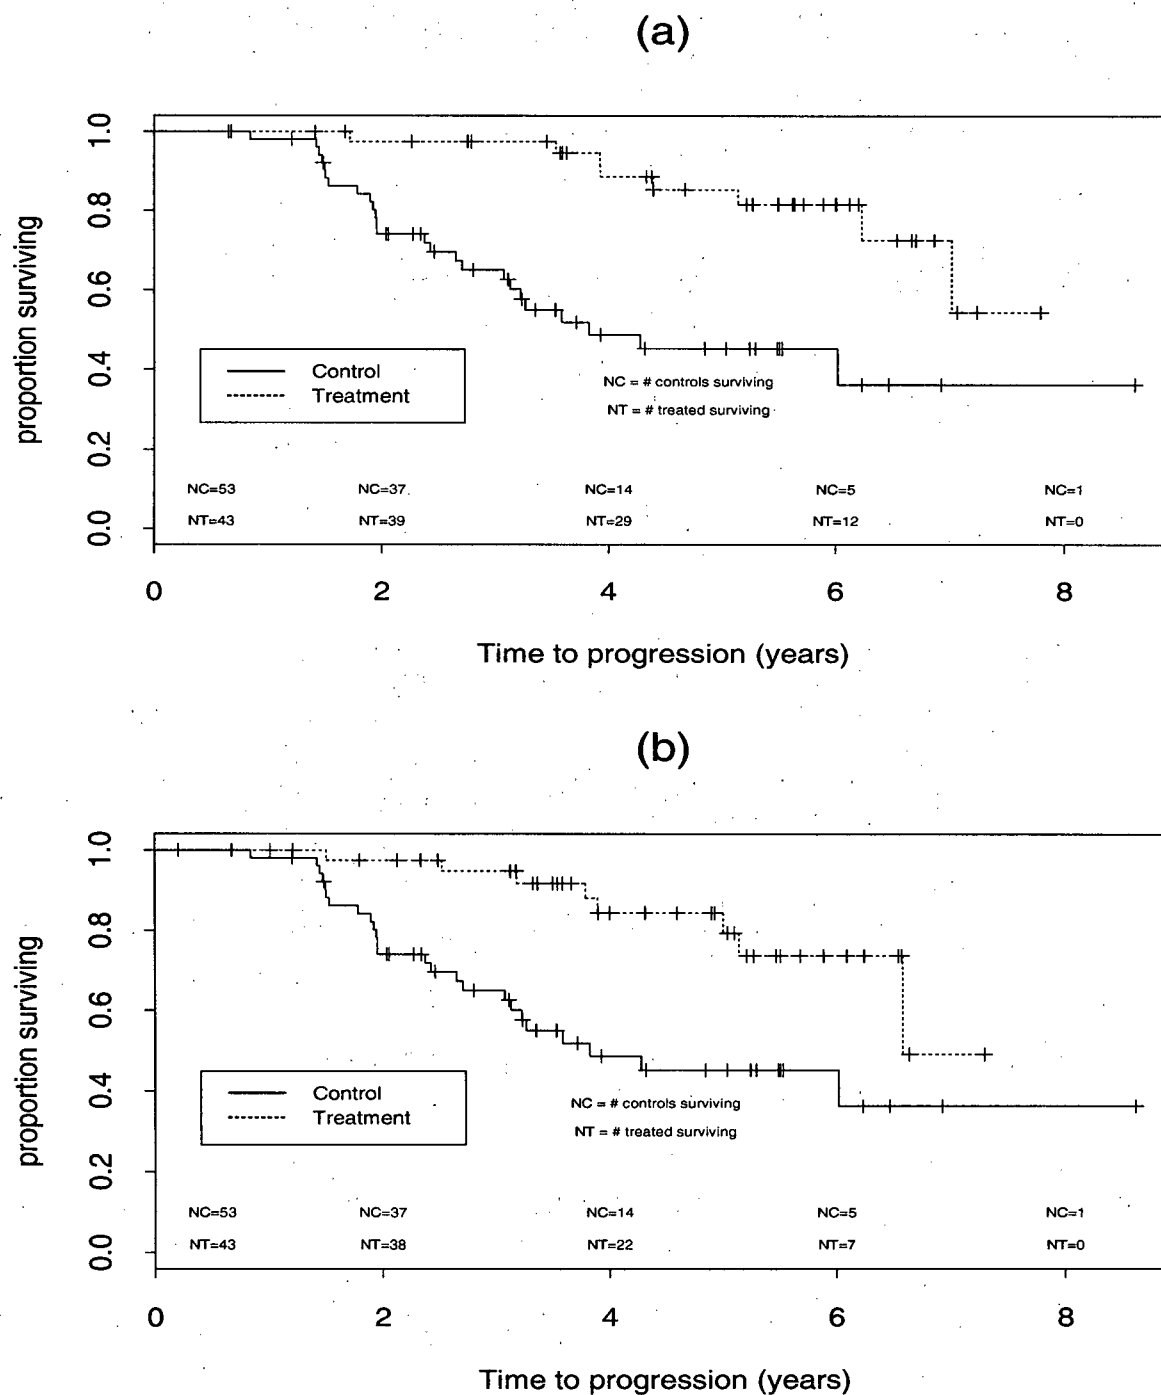 (a)
proportion surviving
1.0
0.8
0.6
0.4
0.2
0.0
Control
Treatment
NC = # controls surviving
NT = # treated surviving
NC=53 NC=37 NC=14 NC=5 NC=1
NT=43 NT=39 NT=29 NT=12 NT=0
0 2 4 6 8
Time to progression (years)
(b)
proportion surviving
1.0
0.8
0.6
0.4
0.2
0.0
Control
Treatment
NC = # controls surviving
NT = # treated surviving
NC=53 NC=37 NC=14 NC=5 NC=1
NT=43 NT=38 NT=22 NT=7 NT=0
0 2 4 6 8
Time to progression (years)